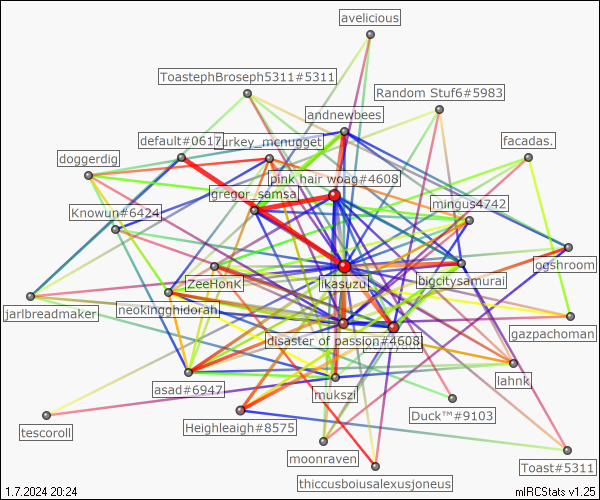 avelicious
ToastephBroseph5311#5311
Random Stuf6#5983
andnewbees
default#0617
turkey_mcnugget
facadas.
doggerdig
pink hair woag#4608
gregor_samsa
mingus4742
Knowun#6424
ogshroom
ZeeHonK
ikasuzu
bigcitysamurai
jarlbreadmaker
neokingghidorah
gazpachoman
disaster of passion#4608
lahnk
asad#6947
mukszi
Heighleaigh#8575
Duck™#9103
tescoroll
moonraven
Toast#5311
thiccusboiusalexusjoneus
1.7.2024 20:24
mIRCStats v1.25